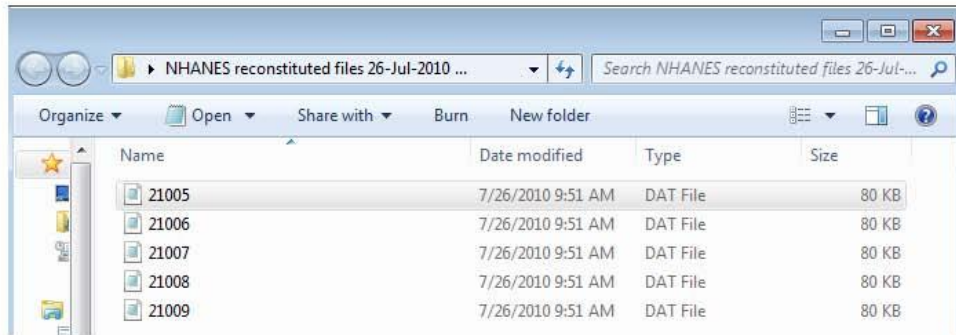 NHANES reconstituted files 26-Jul-2010 ... Search NHANES reconstituted files 26-Jul-...
Organize Open Share with Burn New folder
Name Date modified Type Size
21005 7/26/2010 9:51 AM DAT File 80 KB
21006 7/26/2010 9:51 AM DAT File 80 KB
21007 7/26/2010 9:51 AM DAT File 80 KB
21008 7/26/2010 9:51 AM DAT File 80 KB
21009 7/26/2010 9:51 AM DAT File 80 KB